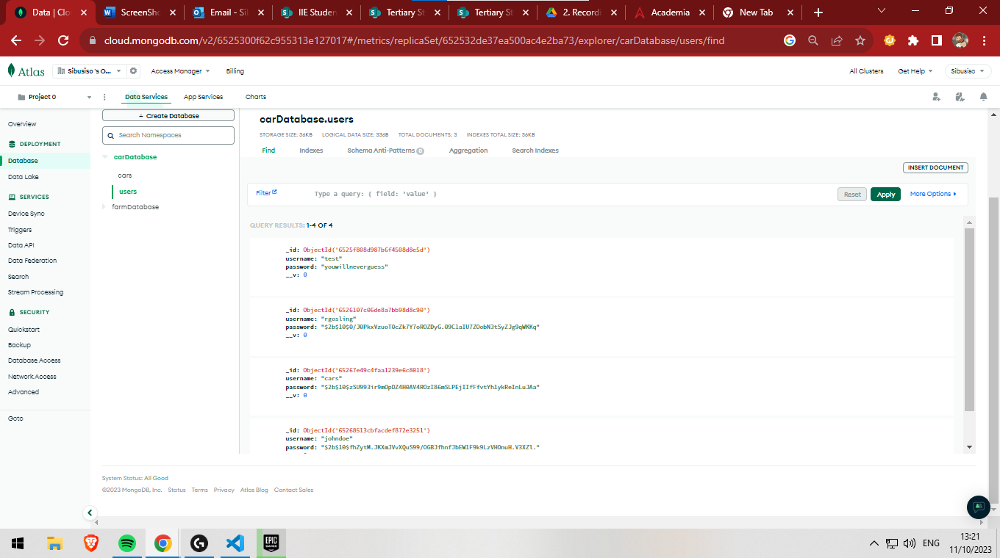 Data | Clo
ScreenSho
Email - Sib
IIE Studen
Tertiary St
Tertiary St
2. Recordi
Academia
New Tab
cloud.mongodb.com/v2/6525300f62c955313e127017#/metrics/replicaSet/652532de37ea500ac4e2ba73/explorer/carDatabase/users/find
Atlas
Sibusiso 's O...
Access Manager
Billing
All Clusters
Get Help
Sibusiso
Project 0
Data Services
App Services
Charts
Overview
DEPLOYMENT
Database
Data Lake
SERVICES
Device Sync
Triggers
Data API
Data Federation
Search
Stream Processing
SECURITY
Quickstart
Backup
Database Access
Network Access
Advanced
Goto
+ Create Database
Search Namespaces
carDatabase
cars
users
farmDatabase
carDatabase.users
STORAGE SIZE: 36KB LOGICAL DATA SIZE: 336B TOTAL DOCUMENTS: 3 INDEXES TOTAL SIZE: 36KB
Find Indexes Schema Anti-Patterns 0 Aggregation Search Indexes
INSERT DOCUMENT
Filter
Type a query: { field: 'value' }
Reset
Apply
More Options
QUERY RESULTS: 1-4 OF 4
_id: ObjectId('6525f808d987b6f4508d8e5d')
username: "test"
password: "youwillneverguess"
__v: 0
_id: ObjectId('6526107c06de8a7bb98d8c90')
username: "rgosling"
password: "$2b$10$0/J0PkxVzuoT0cZk7Y7oROZDyG.09C1aIU7ZOobN3tSyZJg9qWKKq"
__v: 0
_id: ObjectId('65267e49c4faa1239e6c8018')
username: "cars"
password: "$2b$10$zSU993ir9mOpDZ4H0AV4ROzI86mSLPEjIIfFfvtYh1ykReInLuJAa"
__v: 0
_id: ObjectId('65268513cbfacdef872e3251')
username: "johndoe"
password: "$2b$10$fhZytM.JKXmJVvXQuS99/OGBJfhnfJbEW1F9k9LzVHOnuH.V3XZl."
System Status: All Good
©2023 MongoDB, Inc. Status Terms Privacy Atlas Blog Contact Sales
EPIC
GAMES
ENG
13:21
11/10/2023